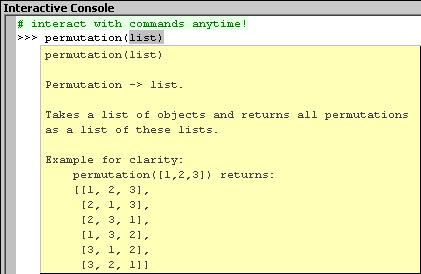 Interactive Console
# interact with commands anytime!
>>> permutation(list)
permutation(list)
Permutation -> list.
Takes a list of objects and returns all permutations
as a list of these lists.
Example for clarity:
permutation([1,2,3]) returns:
[[1, 2, 3],
[2, 1, 3],
[2, 3, 1],
[1, 3, 2],
[3, 1, 2],
[3, 2, 1]]